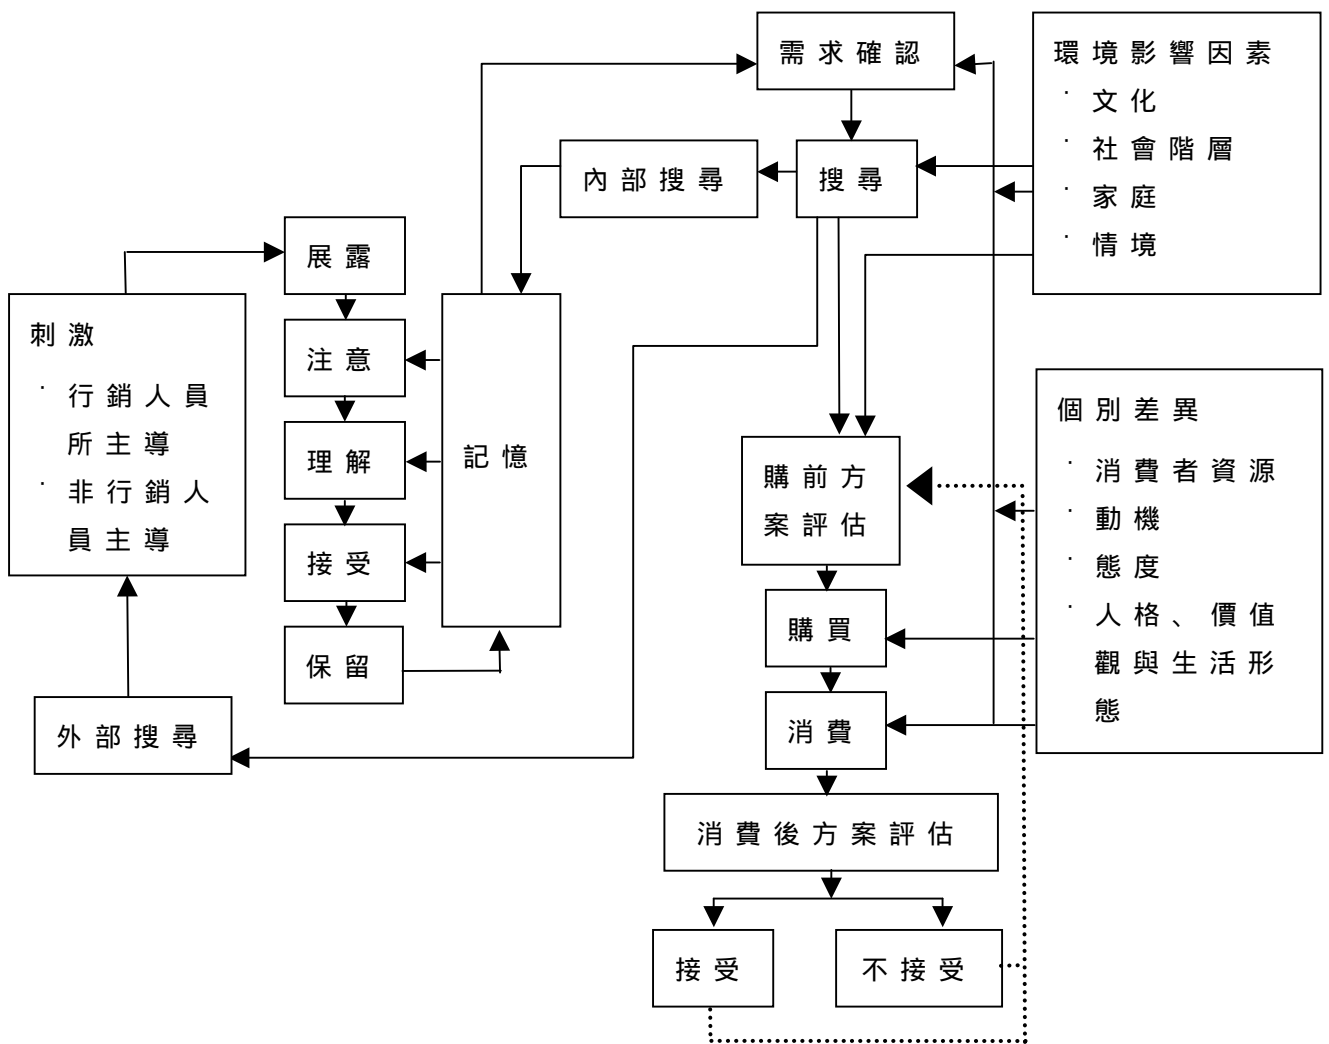 需求確認
環境影響因素
˙文化
˙社會階層
˙家庭
˙情境
內部搜尋
搜尋
展露
刺激
˙行銷人員
所主導
˙非行銷人
員主導
注意
理解
接受
保留
記憶
個別差異
˙消費者資源
˙動機
˙態度
˙人格、價值
觀與生活形
態
購前方
案評估
購買
消費
外部搜尋
消費後方案評估
接受
不接受